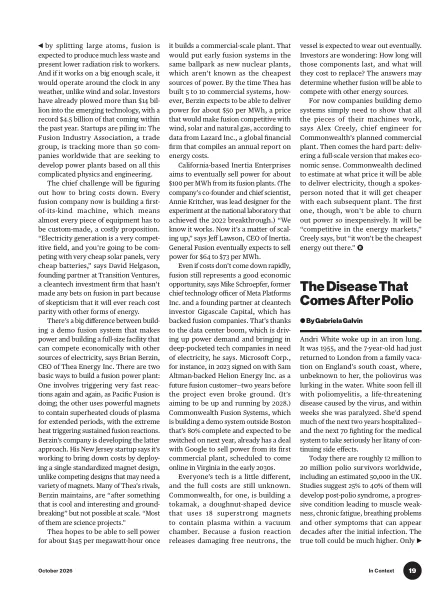 ◀ by splitting large atoms, fusion is
expected to produce much less waste and
present lower radiation risk to workers.
And if it works on a big enough scale, it
would operate around the clock in any
weather, unlike wind and solar. Investors
have already plowed more than $14 bil-
lion into the emerging technology, with a
record $4.5 billion of that coming within
the past year. Startups are piling in: The
Fusion Industry Association, a trade
group, is tracking more than 50 com-
panies worldwide that are seeking to
develop power plants based on all this
complicated physics and engineering.
The chief challenge will be figuring
out how to bring costs down. Every
fusion company now is building a first-
of-its-kind machine, which means
almost every piece of equipment has to
be custom-made, a costly proposition.
“Electricity generation is a very compet-
itive field, and you’re going to be com-
peting with very cheap solar panels, very
cheap batteries,” says David Helgason,
founding partner at Transition Ventures,
a cleantech investment firm that hasn’t
made any bets on fusion in part because
of skepticism that it will ever reach cost
parity with other forms of energy.
There’s a big difference between build-
ing a demo fusion system that makes
power and building a full-size facility that
can compete economically with other
sources of electricity, says Brian Berzin,
CEO of Thea Energy Inc. There are two
basic ways to build a fusion power plant:
One involves triggering very fast reac-
tions again and again, as Pacific Fusion is
doing; the other uses powerful magnets
to contain superheated clouds of plasma
for extended periods, with the extreme
heat triggering sustained fusion reactions.
Berzin’s company is developing the latter
approach. His New Jersey startup says it’s
working to bring down costs by deploy-
ing a single standardized magnet design,
unlike competing designs that may need a
variety of magnets. Many of Thea’s rivals,
Berzin maintains, are “after something
that is cool and interesting and ground-
breaking” but not possible at scale. “Most
of them are science projects.”
Thea hopes to be able to sell power
for about $145 per megawatt-hour once
it builds a commercial-scale plant. That
would put early fusion systems in the
same ballpark as new nuclear plants,
which aren’t known as the cheapest
sources of power. By the time Thea has
built 5 to 10 commercial systems, how-
ever, Berzin expects to be able to deliver
power for about $50 per MWh, a price
that would make fusion competitive with
wind, solar and natural gas, according to
data from Lazard Inc., a global financial
firm that compiles an annual report on
energy costs.
California-based Inertia Enterprises
aims to eventually sell power for about
$100 per MWh from its fusion plants. (The
company’s co-founder and chief scientist,
Annie Kritcher, was lead designer for the
experiment at the national laboratory that
achieved the 2022 breakthrough.) “We
know it works. Now it’s a matter of scal-
ing up,” says Jeff Lawson, CEO of Inertia.
General Fusion eventually expects to sell
power for $64 to $73 per MWh.
Even if costs don’t come down rapidly,
fusion still represents a good economic
opportunity, says Mike Schroepfer, former
chief technology officer of Meta Platforms
Inc. and a founding partner at cleantech
investor Gigascale Capital, which has
backed fusion companies. That’s thanks
to the data center boom, which is driv-
ing up power demand and bringing in
deep-pocketed tech companies in need
of electricity, he says. Microsoft Corp.,
for instance, in 2023 signed on with Sam
Altman-backed Helion Energy Inc. as a
future fusion customer—two years before
the project even broke ground. (It’s
aiming to be up and running by 2028.)
Commonwealth Fusion Systems, which
is building a demo system outside Boston
that’s 80% complete and expected to be
switched on next year, already has a deal
with Google to sell power from its first
commercial plant, scheduled to come
online in Virginia in the early 2030s.
Everyone’s tech is a little different,
and the full costs are still unknown.
Commonwealth, for one, is building a
tokamak, a doughnut-shaped device
that uses 18 superstrong magnets
to contain plasma within a vacuum
chamber. Because a fusion reaction
releases damaging free neutrons, the
vessel is expected to wear out eventually.
Investors are wondering: How long will
those components last, and what will
they cost to replace? The answers may
determine whether fusion will be able to
compete with other energy sources.
For now companies building demo
systems simply need to show that all
the pieces of their machines work,
says Alex Creely, chief engineer for
Commonwealth’s planned commercial
plant. Then comes the hard part: deliv-
ering a full-scale version that makes eco-
nomic sense. Commonwealth declined
to estimate at what price it will be able
to deliver electricity, though a spokes-
person noted that it will get cheaper
with each subsequent plant. The first
one, though, won’t be able to churn
out power so inexpensively. It will be
“competitive in the energy markets,”
Creely says, but “it won’t be the cheapest
energy out there.”
The Disease That
Comes After Polio
● By Gabriela Galvin
Andri White woke up in an iron lung.
It was 1955, and the 7-year-old had just
returned to London from a family vaca-
tion on England’s south coast, where,
unbeknown to her, the poliovirus was
lurking in the water. White soon fell ill
with poliomyelitis, a life-threatening
disease caused by the virus, and within
weeks she was paralyzed. She’d spend
much of the next two years hospitalized—
and the next 70 fighting for the medical
system to take seriously her litany of con-
tinuing side effects.
Today there are roughly 12 million to
20 million polio survivors worldwide,
including an estimated 50,000 in the UK.
Studies suggest 25% to 40% of them will
develop post-polio syndrome, a progres-
sive condition leading to muscle weak-
ness, chronic fatigue, breathing problems
and other symptoms that can appear
decades after the initial infection. The
true toll could be much higher. Only ▶
October 2025
In Context
19